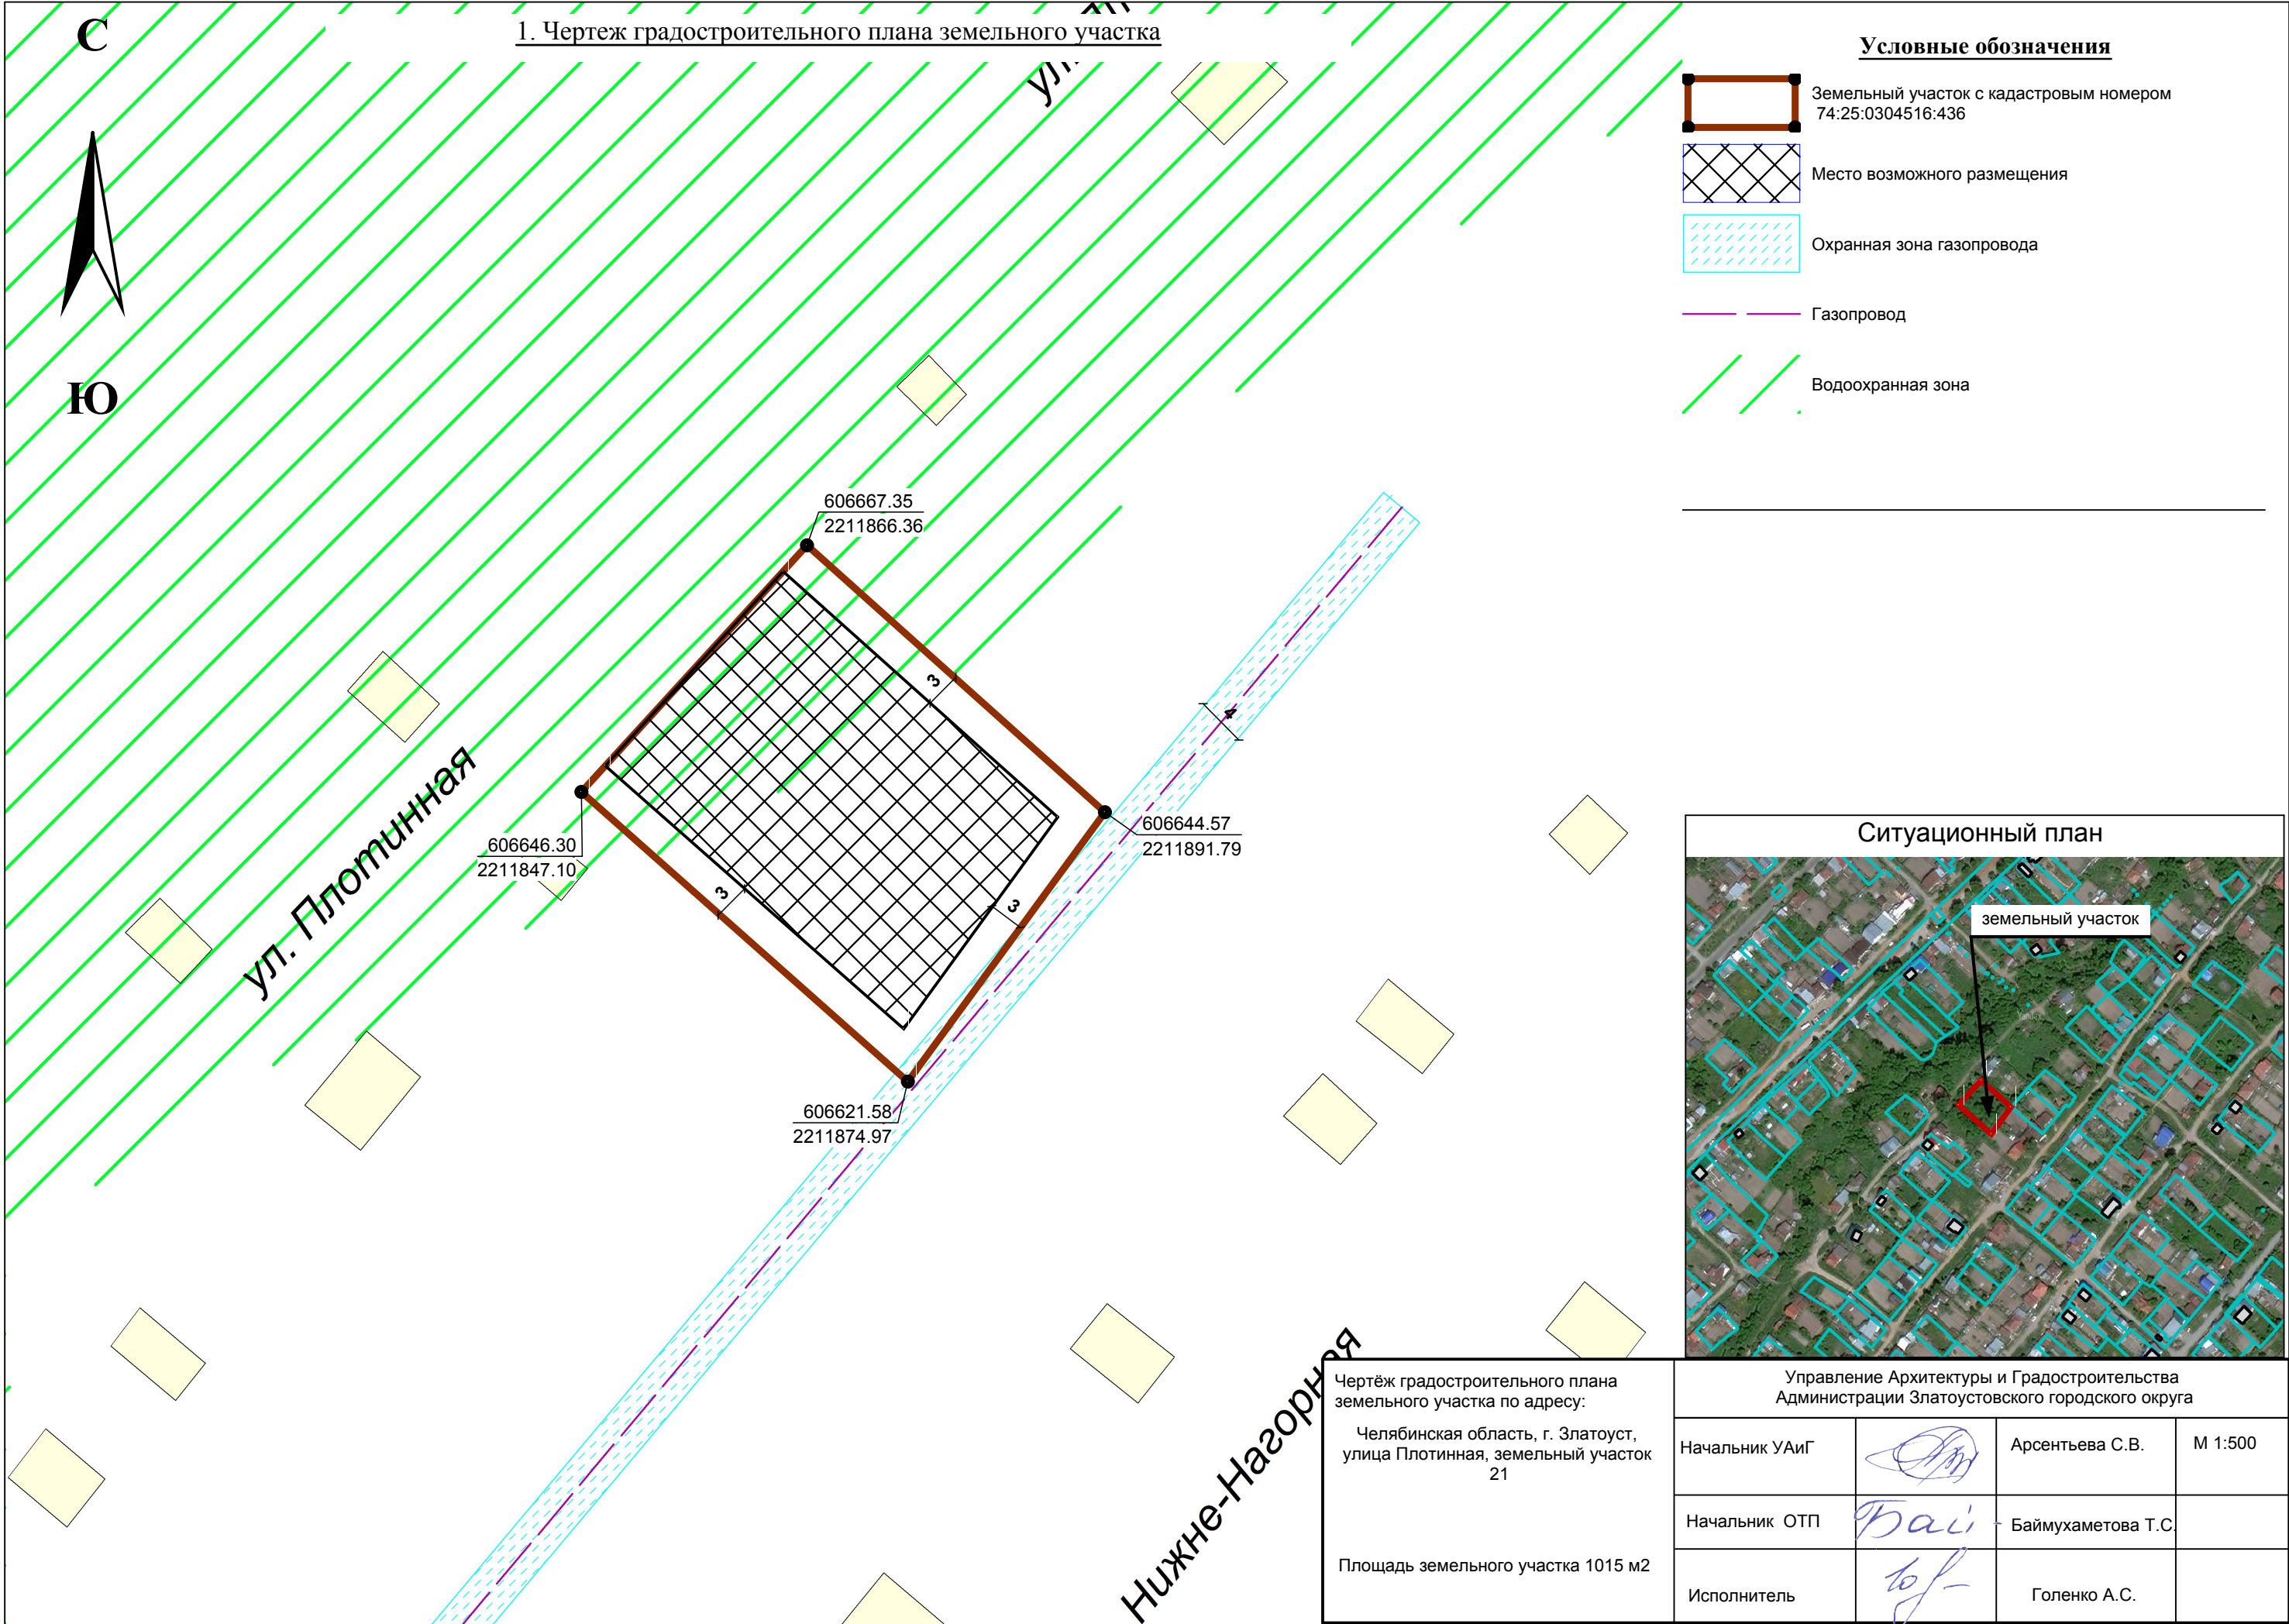 С
1. Чертеж градостроительного плана земельного участка
Ю
Условные обозначения
Земельный участок с кадастровым номером
74:25:0304516:436
Место возможного размещения
Охранная зона газопровода
Газопровод
Водоохранная зона
606667.35
2211866.36
606646.30
2211847.10
606644.57
2211891.79
606621.58
2211874.97
3
3
3
4
ул. Плотинная
Нижне-Нагорная
Ситуационный план
земельный участок
Чертёж градостроительного плана
земельного участка по адресу:
Челябинская область, г. Златоуст,
улица Плотинная, земельный участок
21
Площадь земельного участка 1015 м2
Управление Архитектуры и Градостроительства
Администрации Златоустовского городского округа
Начальник УАиГ
Арсентьева С.В.
М 1:500
Начальник ОТП
Бай
Баймухаметова Т.С.
Исполнитель
Голенко А.С.